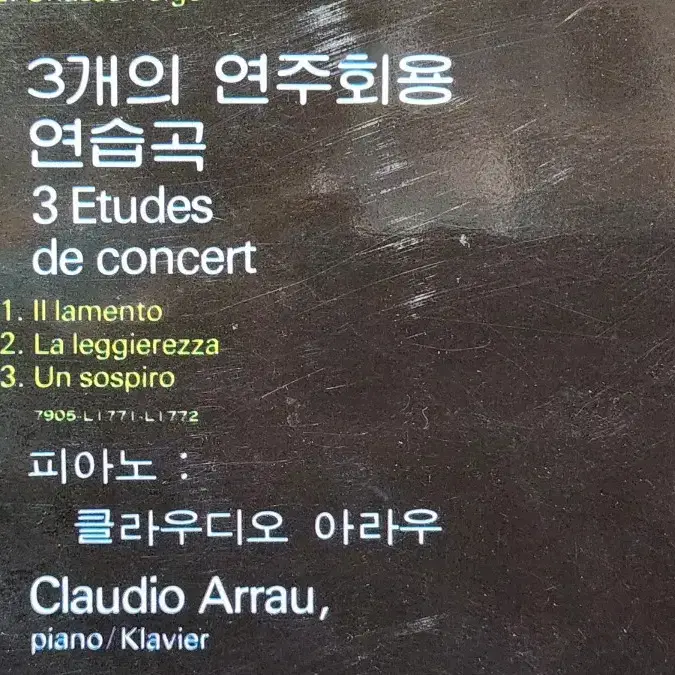 3개의 연주회용
연습곡
3 Etudes
de concert
1. Il lamento
2. La leggierezza
3. Un sospiro
7905-L1771-L1772
피아노 :
클라우디오 아라우
Claudio Arrau,
piano/Klavier